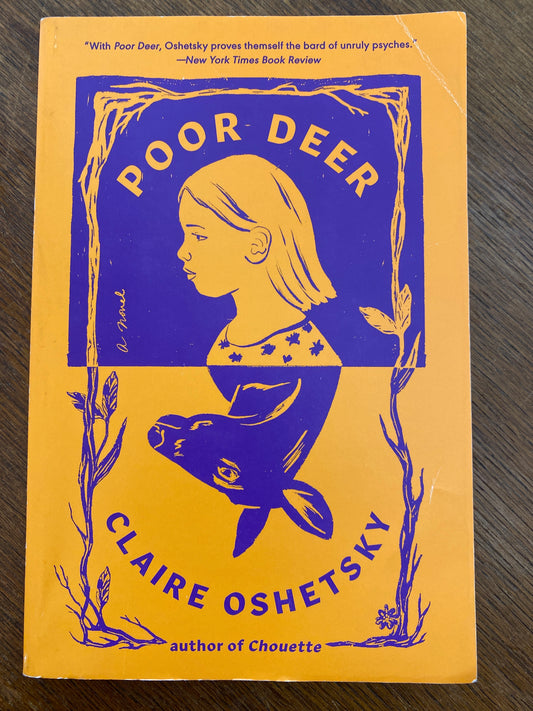 “With Poor Deer, Oshetsky proves themself the bard of unruly psyches.”
—New York Times Book Review
POOR DEER
a novel
CLAIRE OSHETSKY
author of Chouette